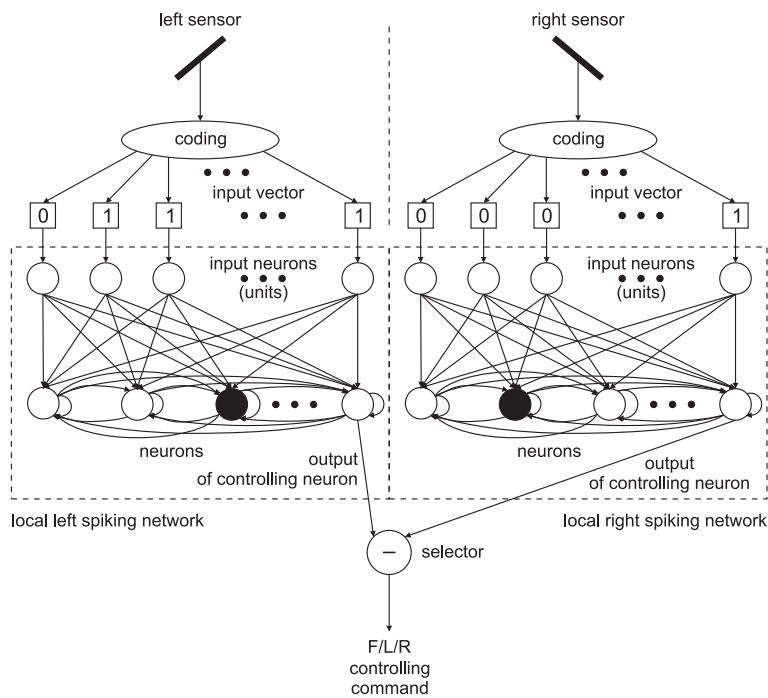 left sensor
right sensor
coding
coding
input vector
input vector
0 1 1 1
0 0 0 1
input neurons
(units)
input neurons
(units)
neurons
neurons
output
of controlling neuron
output
of controlling neuron
local left spiking network
local right spiking network
− selector
F/L/R
controlling
command